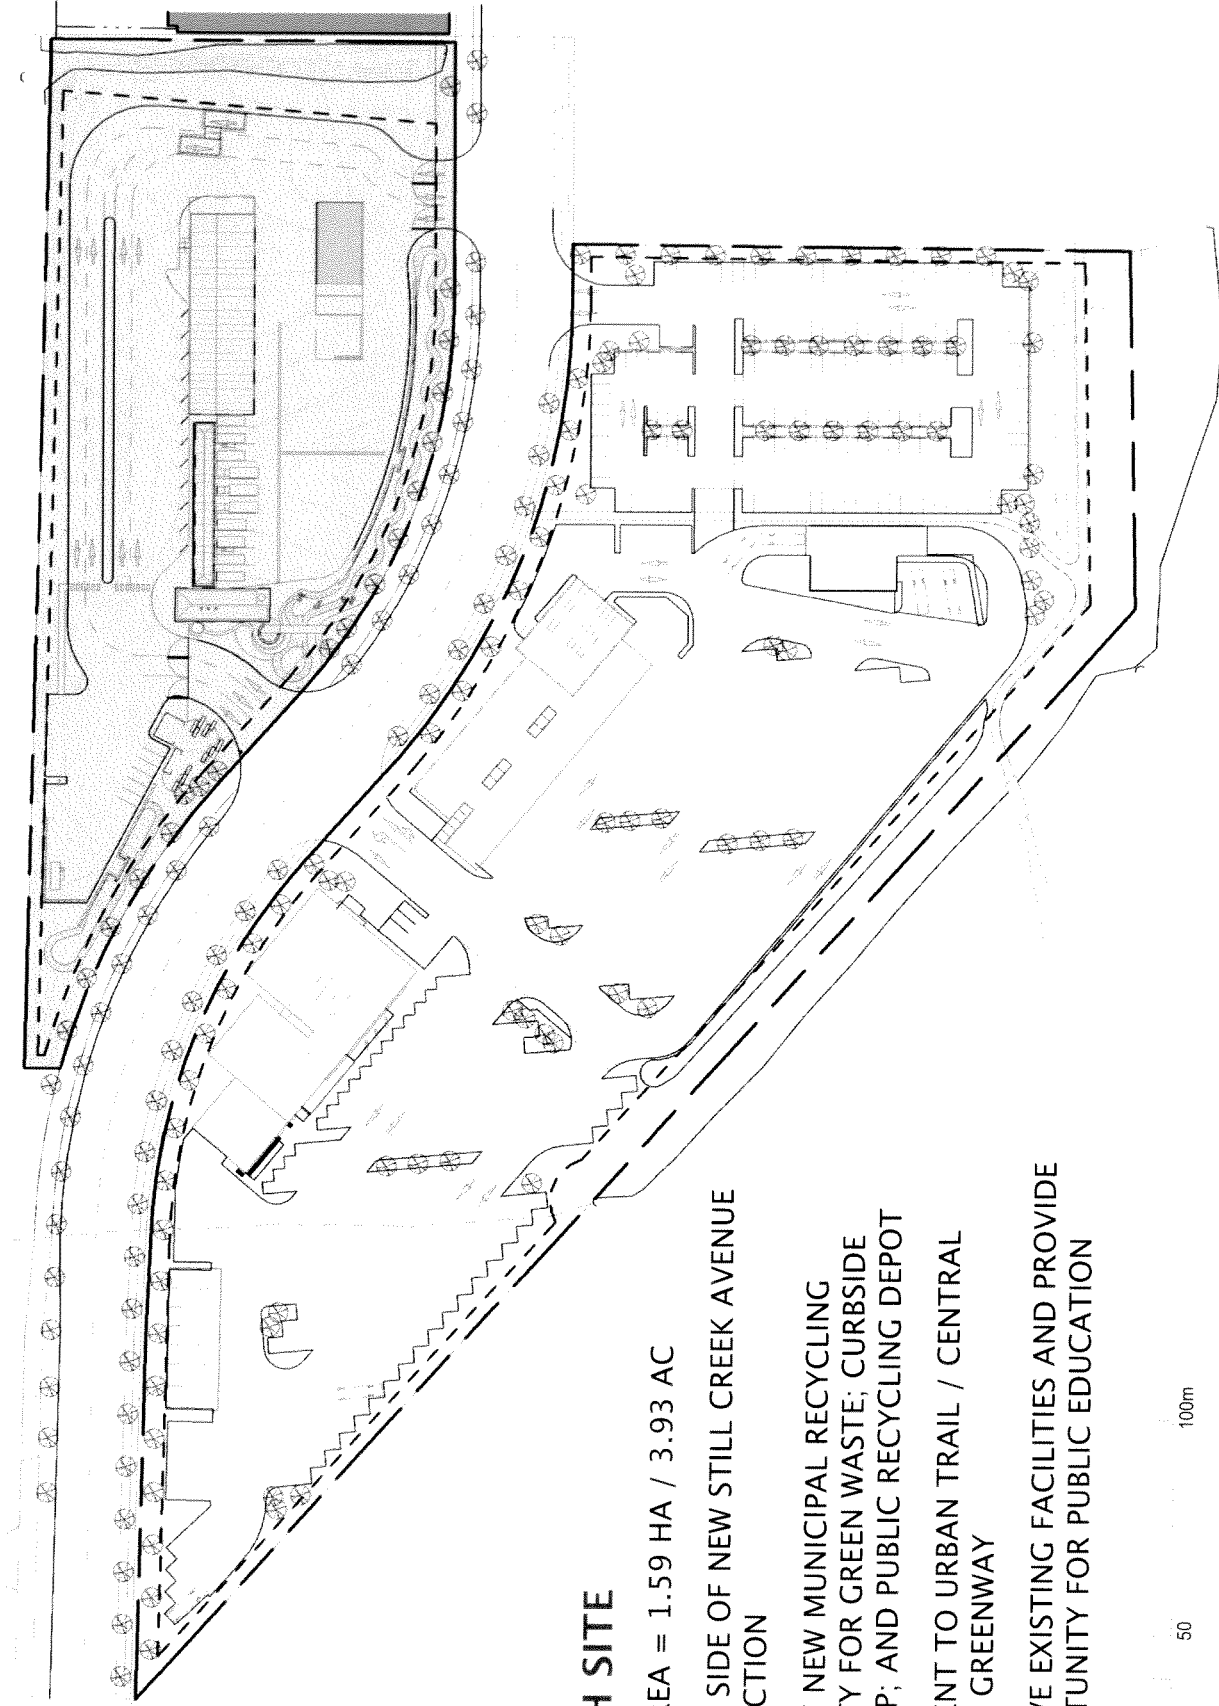 H SITE
EA = 1.59 HA / 3.93 AC
SIDE OF NEW STILL CREEK AVENUE
CTION
NEW MUNICIPAL RECYCLING
TY FOR GREEN WASTE; CURBSIDE
P; AND PUBLIC RECYCLING DEPOT
NT TO URBAN TRAIL / CENTRAL
GREENWAY
VE EXISTING FACILITIES AND PROVIDE
TUNITY FOR PUBLIC EDUCATION
50
100m